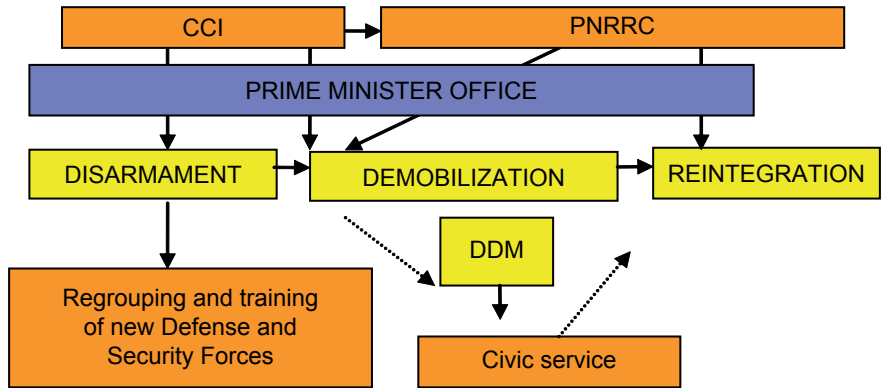 CCI
PNRRC
PRIME MINISTER OFFICE
DISARMAMENT
DEMOBILIZATION
REINTEGRATION
DDM
Regrouping and training
of new Defense and
Security Forces
Civic service